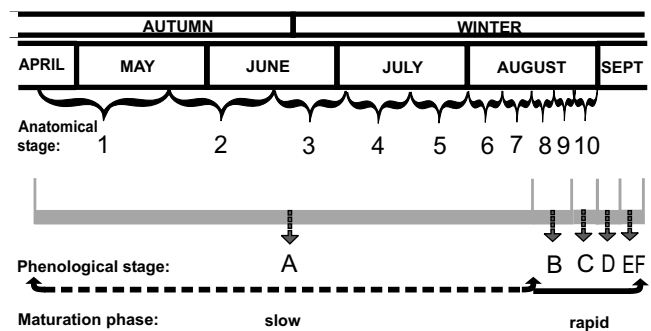 AUTUMN WINTER
APRIL MAY JUNE JULY AUGUST SEPT
Anatomical
stage: 1 2 3 4 5 6 7 8 9 10
Phenological stage: A B C D EF
Maturation phase: slow rapid